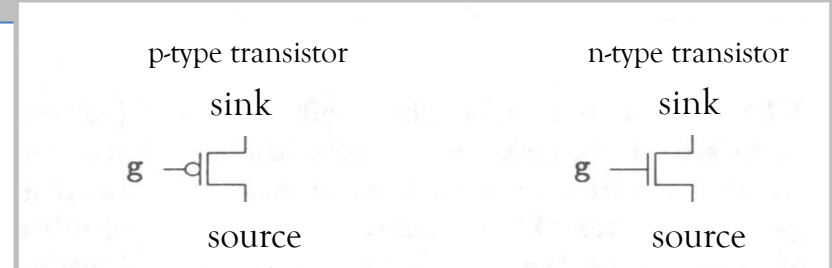 p-type transistor n-type transistor
sink sink
g g
source source